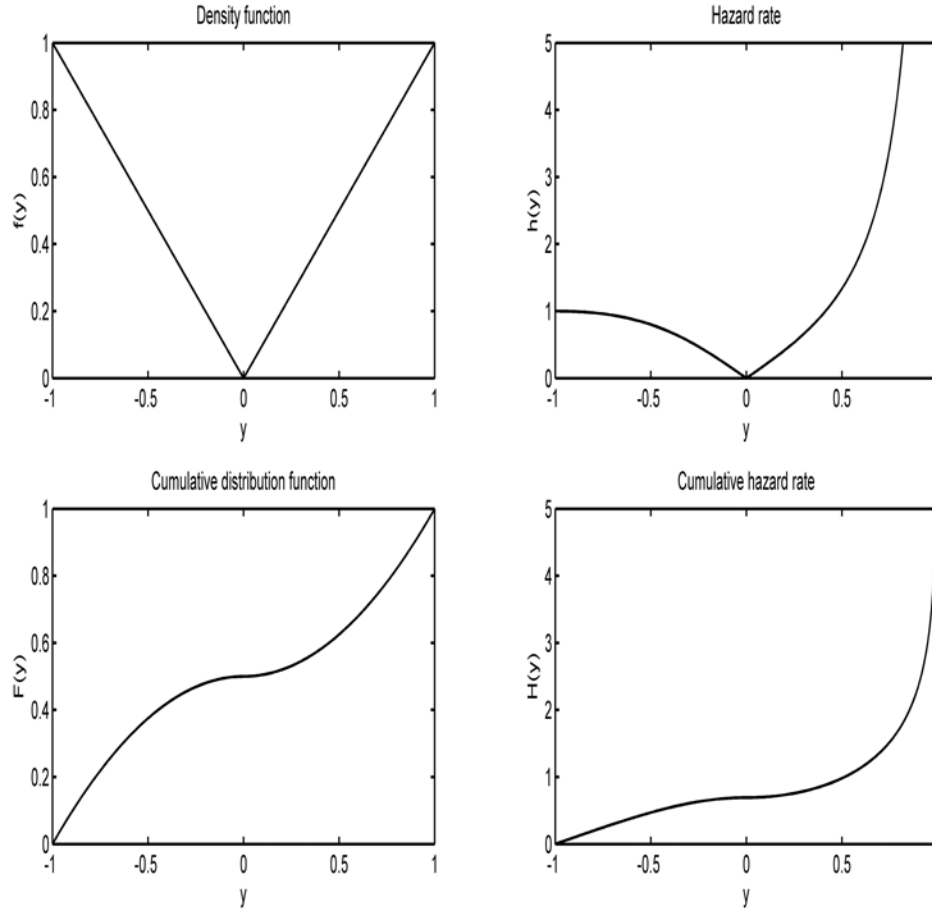 Density function
1
0.8
0.6
0.4
0.2
0
f(y)
-1 -0.5 0 0.5 1
y
Hazard rate
5
4
3
2
1
0
h(y)
-1 -0.5 0 0.5
y
Cumulative distribution function
1
0.8
0.6
0.4
0.2
0
F(y)
-1 -0.5 0 0.5 1
y
Cumulative hazard rate
5
4
3
2
1
0
H(y)
-1 -0.5 0 0.5
y